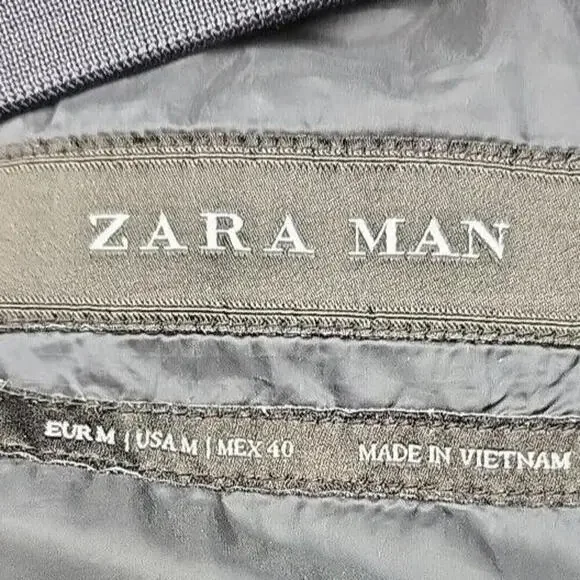 ZARA MAN
EUR M | USA M | MEX 40 MADE IN VIETNAM